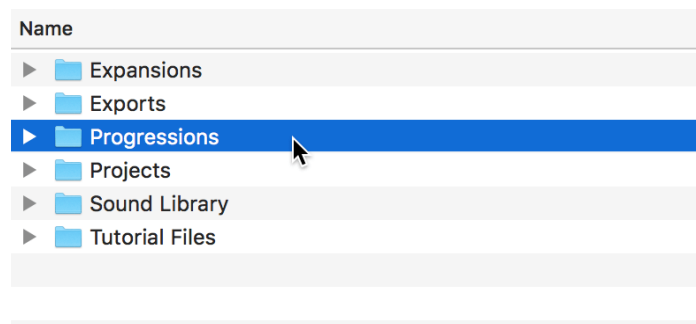 Name
Expansions
Exports
Progressions
Projects
Sound Library
Tutorial Files